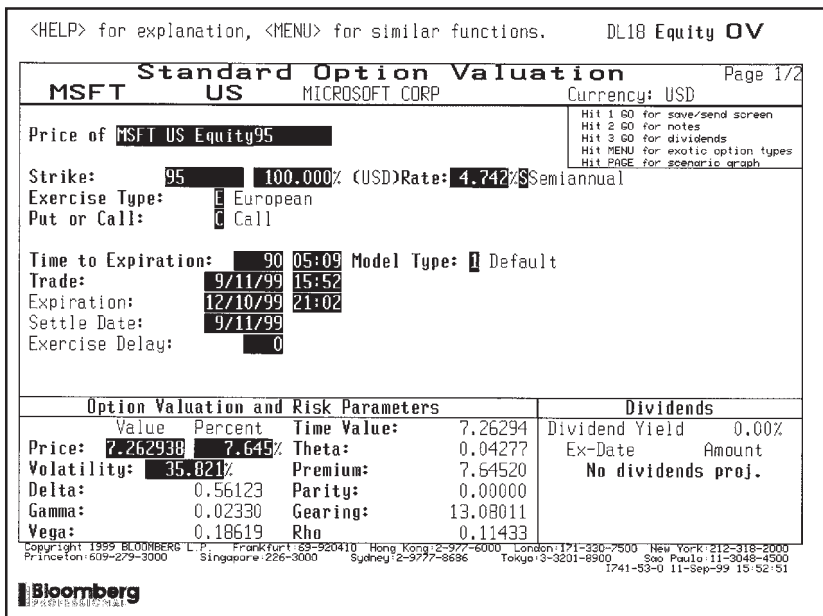 <HELP> for explanation, <MENU> for similar functions. DL18 Equity OV
Standard Option Valuation Page 1/2
MSFT US MICROSOFT CORP Currency: USD
Hit 1 GO for save/send screen
Hit 2 GO for notes
Hit 3 GO for dividends
Hit MENU for exotic option types
Hit PAGE for scenario graph
Price of MSFT US Equity95
Strike: 95 100.000% (USD)Rate: 4.742%SSemiannual
Exercise Type: E European
Put or Call: C Call
Time to Expiration: 90 05:09 Model Type: 1 Default
Trade: 9/11/99 15:52
Expiration: 12/10/99 21:02
Settle Date: 9/11/99
Exercise Delay: 0
Option Valuation and Risk Parameters Dividends
Value Percent Time Value: 7.26294 Dividend Yield 0.00%
Price: 7.262938 7.645% Theta: 0.04277 Ex-Date Amount
Volatility: 35.821% Premium: 7.64520 No dividends proj.
Delta: 0.56123 Parity: 0.00000
Gamma: 0.02330 Gearing: 13.08011
Vega: 0.18619 Rho 0.11433
Copyright 1999 BLOOMBERG L.P. Frankfurt:69-920410 Hong Kong:2-977-6000 London:171-330-7500 New York:212-318-2000
Princeton:609-279-3000 Singapore:226-3000 Sydney:2-9777-8686 Tokyo:3-3201-8900 Sao Paulo:11-3048-4500
I741-53-0 11-Sep-99 15:52:51
Bloomberg
PROFESSIONAL